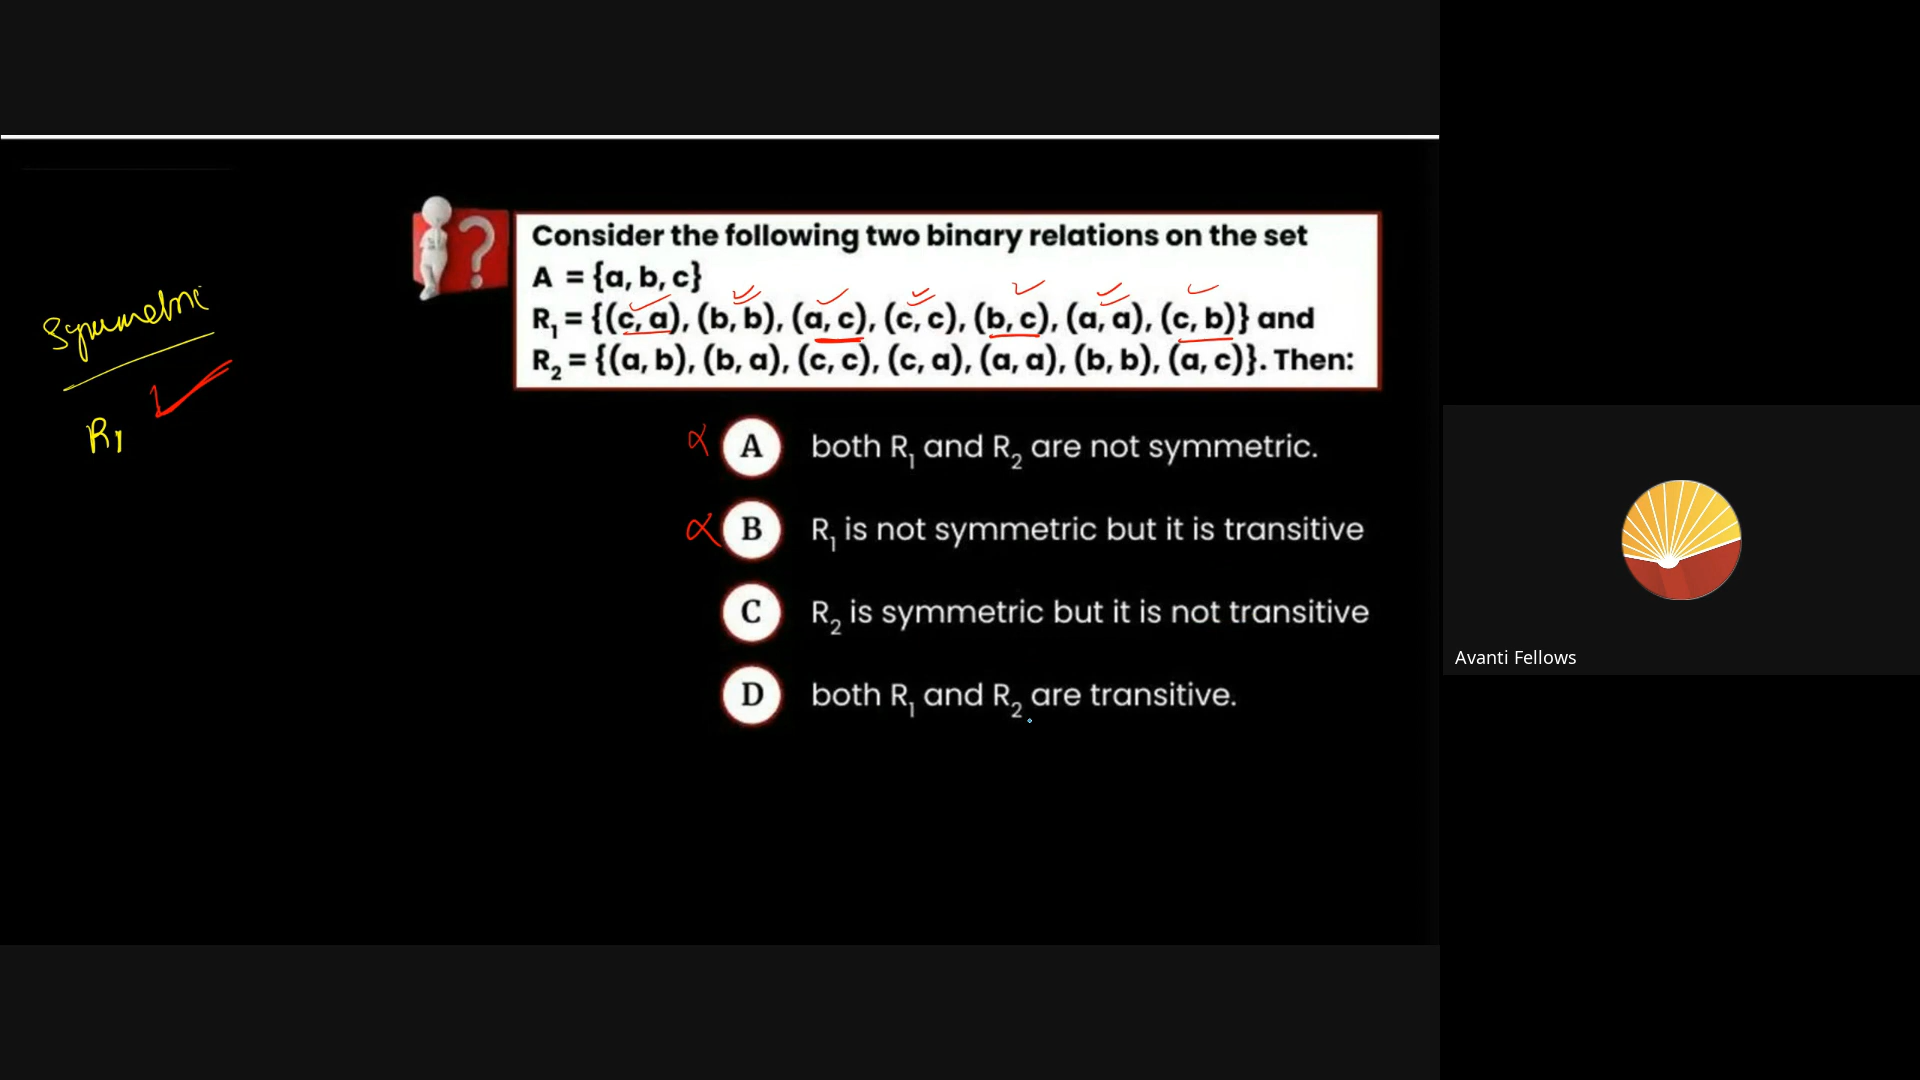 Consider the following two binary relations on the set
A = {a, b, c}
R₁ = {(c, a), (b, b), (a, c), (c, c), (b, c), (a, a), (c, b)} and
R₂ = {(a, b), (b, a), (c, c), (c, a), (a, a), (b, b), (a, c)}. Then:
Symmetric
R₁
A both R₁ and R₂ are not symmetric.
B R₁ is not symmetric but it is transitive
C R₂ is symmetric but it is not transitive
D both R₁ and R₂ are transitive.
Avanti Fellows